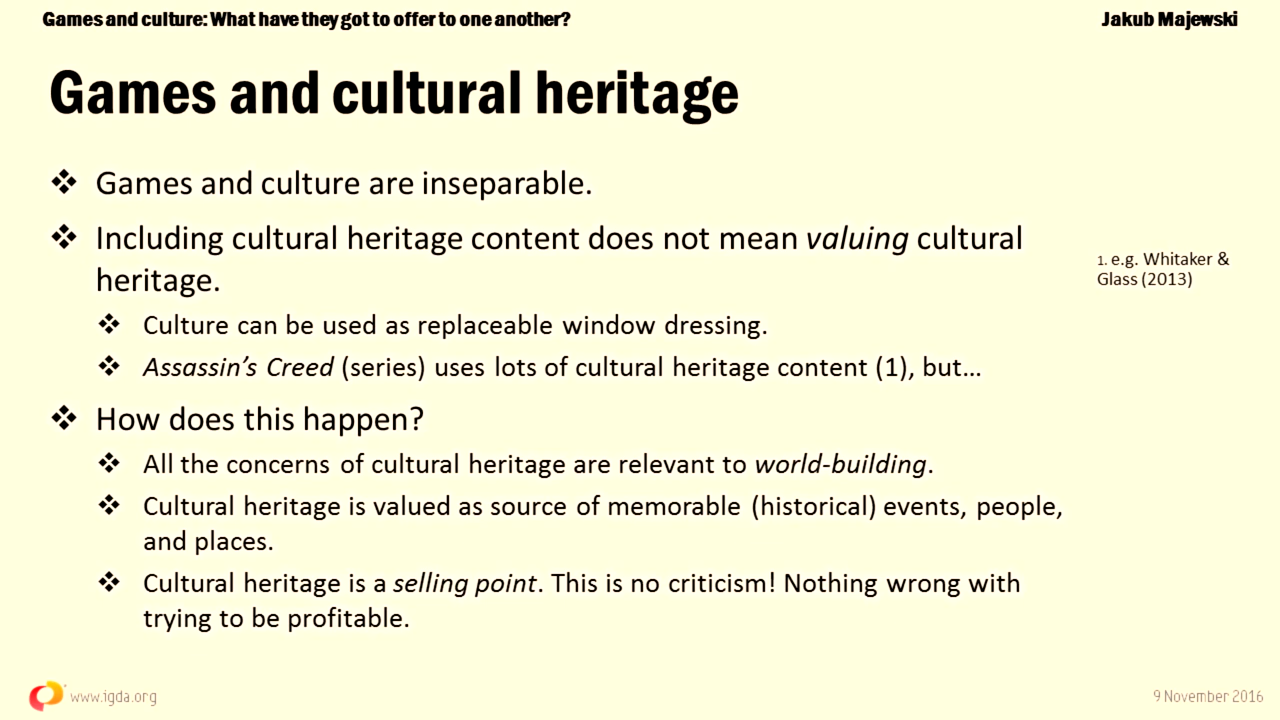 Games and culture: What have they got to offer to one another?
Jakub Majewski
Games and cultural heritage
❖ Games and culture are inseparable.
❖ Including cultural heritage content does not mean valuing cultural
heritage.
1. e.g. Whitaker &
Glass (2013)
❖ Culture can be used as replaceable window dressing.
❖ Assassin’s Creed (series) uses lots of cultural heritage content (1), but…
❖ How does this happen?
❖ All the concerns of cultural heritage are relevant to world-building.
❖ Cultural heritage is valued as source of memorable (historical) events, people,
and places.
❖ Cultural heritage is a selling point. This is no criticism! Nothing wrong with
trying to be profitable.
www.igda.org
9 November 2016